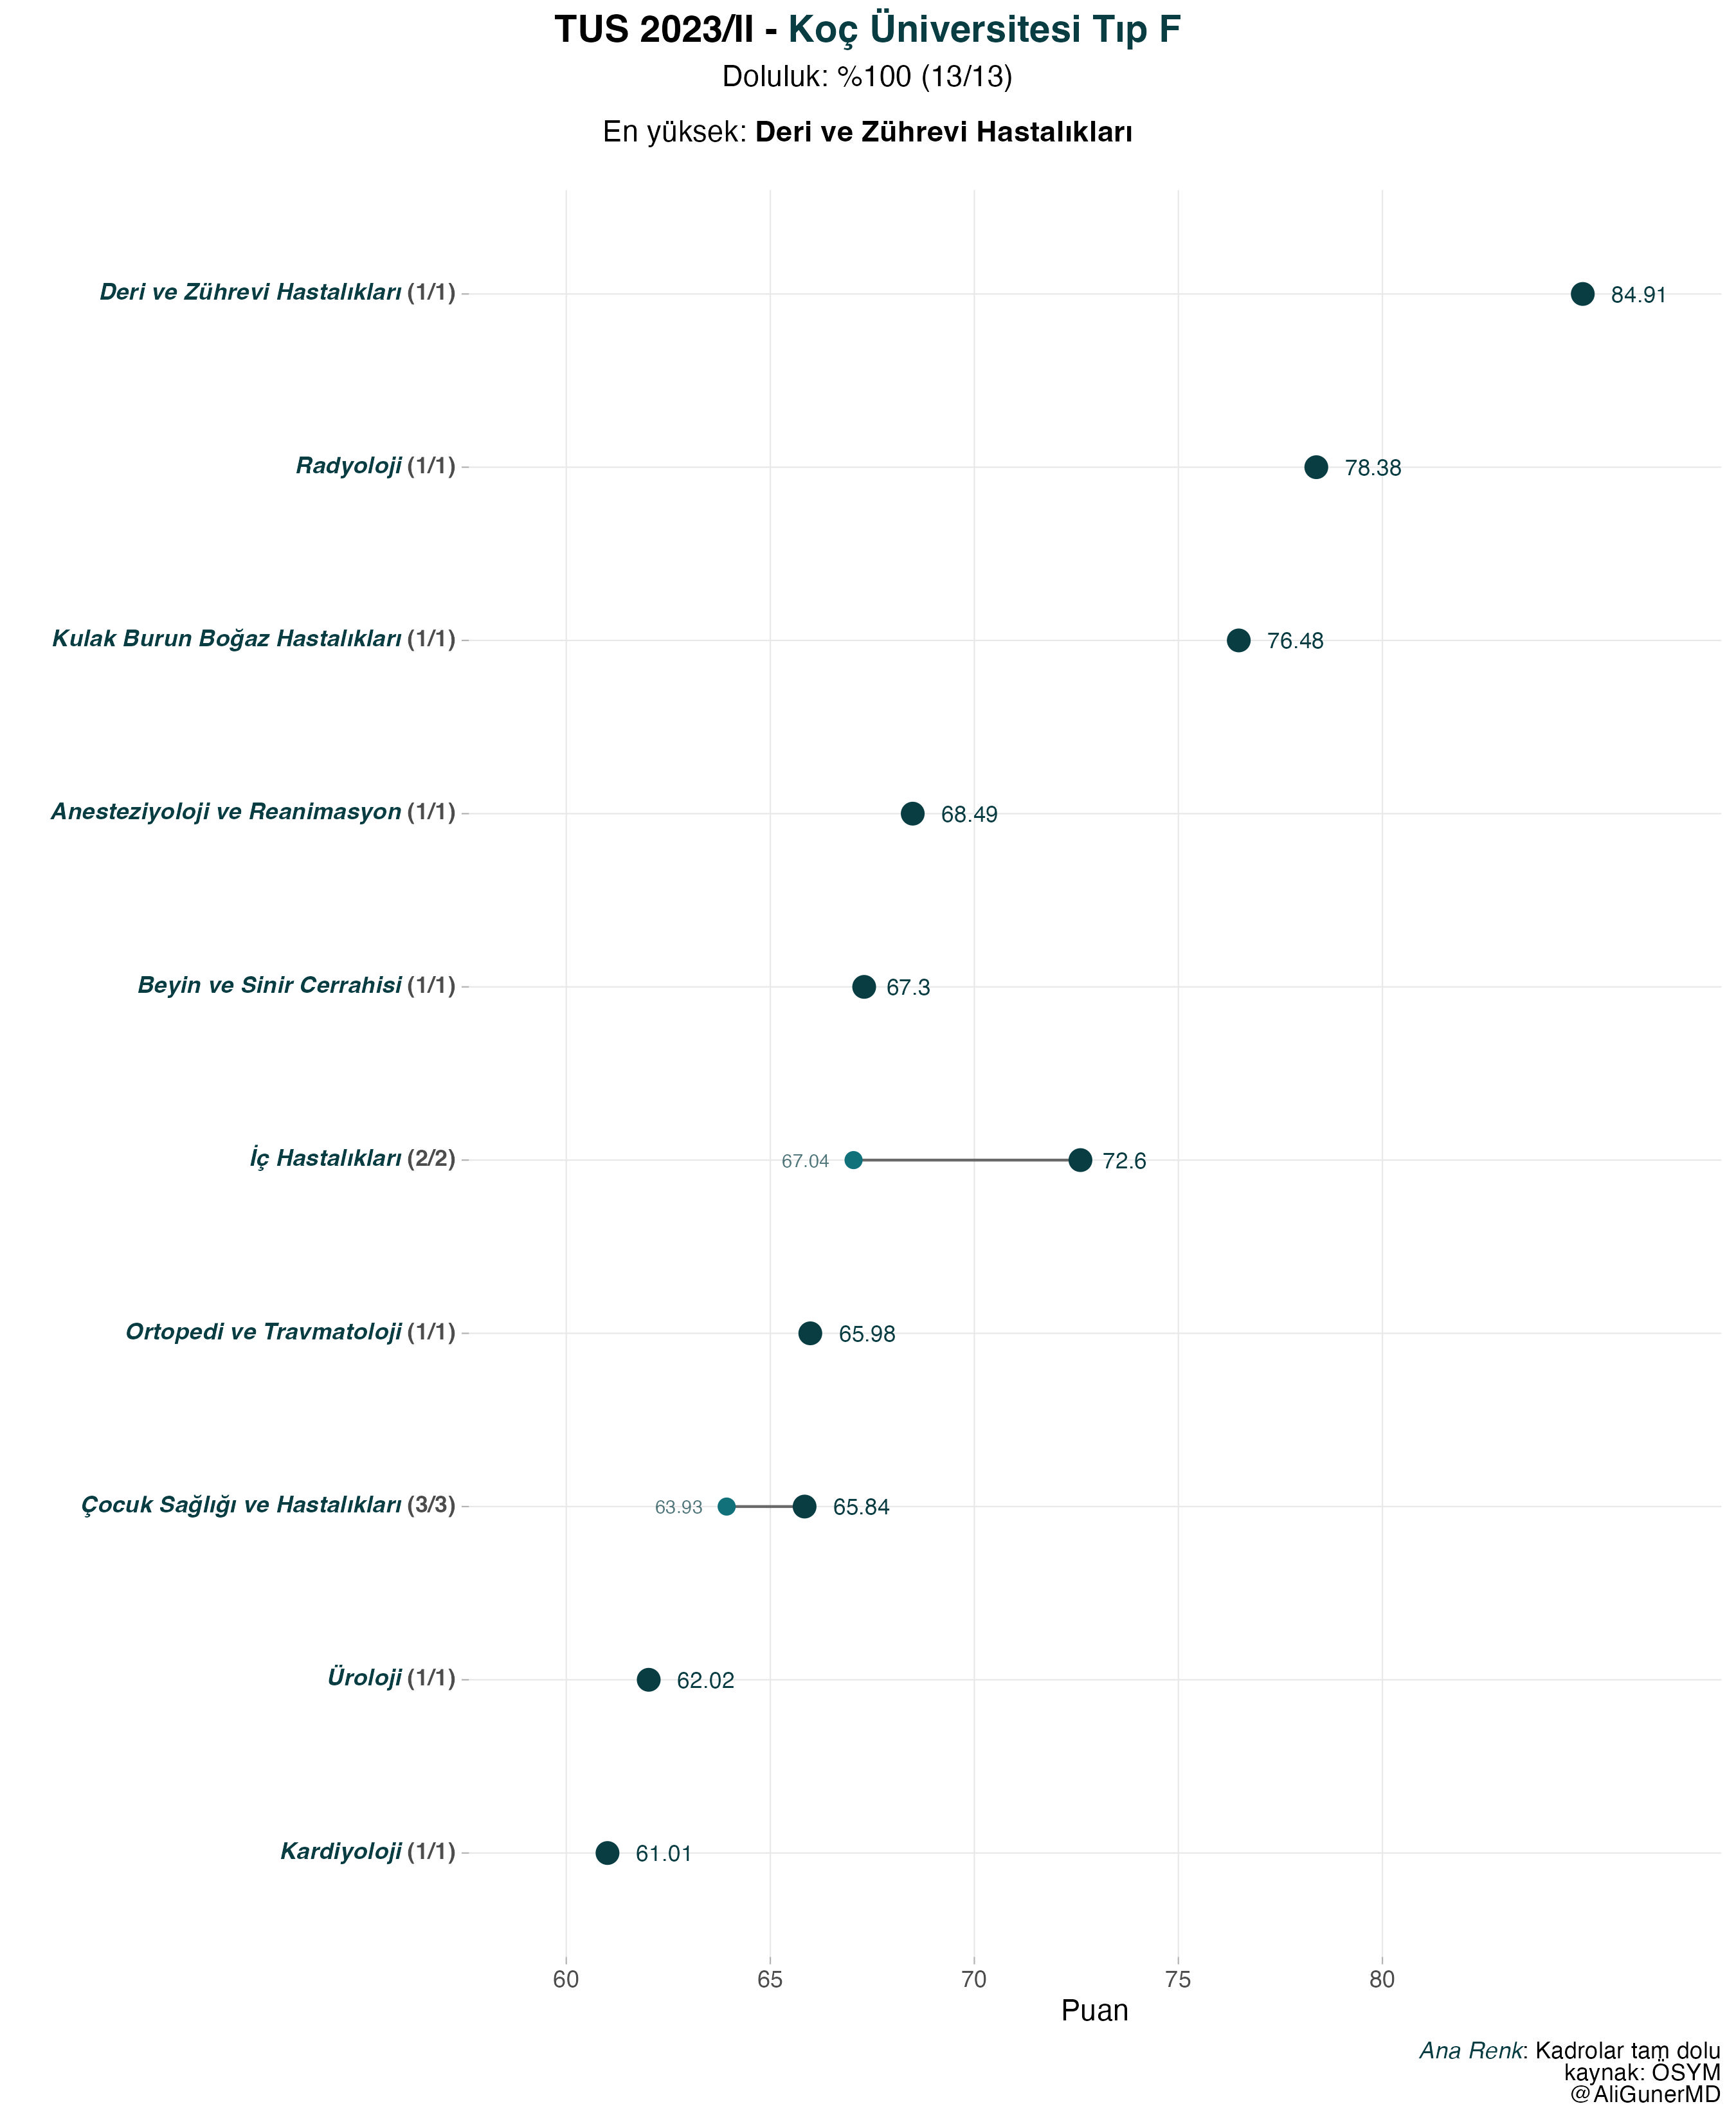 TUS 2023/II - Koç Üniversitesi Tıp F
Doluluk: %100 (13/13)
En yüksek: Deri ve Zührevi Hastalıkları
Deri ve Zührevi Hastalıkları (1/1)
84.91
Radyoloji (1/1)
78.38
Kulak Burun Boğaz Hastalıkları (1/1)
76.48
Anesteziyoloji ve Reanimasyon (1/1)
68.49
Beyin ve Sinir Cerrahisi (1/1)
67.3
İç Hastalıkları (2/2)
67.04
72.6
Ortopedi ve Travmatoloji (1/1)
65.98
Çocuk Sağlığı ve Hastalıkları (3/3)
63.93
65.84
Üroloji (1/1)
62.02
Kardiyoloji (1/1)
61.01
60 65 70 75 80
Puan
Ana Renk: Kadrolar tam dolu
kaynak: ÖSYM
@AliGunerMD